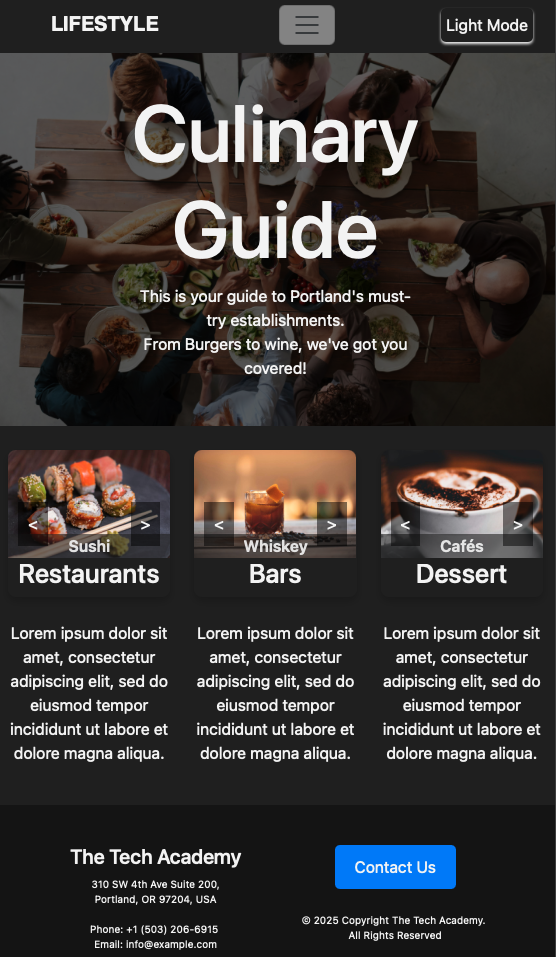 LIFESTYLE
Light Mode
Culinary
Guide
This is your guide to Portland's must-
try establishments.
From Burgers to wine, we've got you
covered!
<
>
Sushi
Restaurants
Lorem ipsum dolor sit
amet, consectetur
adipiscing elit, sed do
eiusmod tempor
incididunt ut labore et
dolore magna aliqua.
<
>
Whiskey
Bars
Lorem ipsum dolor sit
amet, consectetur
adipiscing elit, sed do
eiusmod tempor
incididunt ut labore et
dolore magna aliqua.
<
>
Cafés
Dessert
Lorem ipsum dolor sit
amet, consectetur
adipiscing elit, sed do
eiusmod tempor
incididunt ut labore et
dolore magna aliqua.
The Tech Academy
310 SW 4th Ave Suite 200,
Portland, OR 97204, USA
Phone: +1 (503) 206-6915
Email: info@example.com
Contact Us
© 2025 Copyright The Tech Academy.
All Rights Reserved